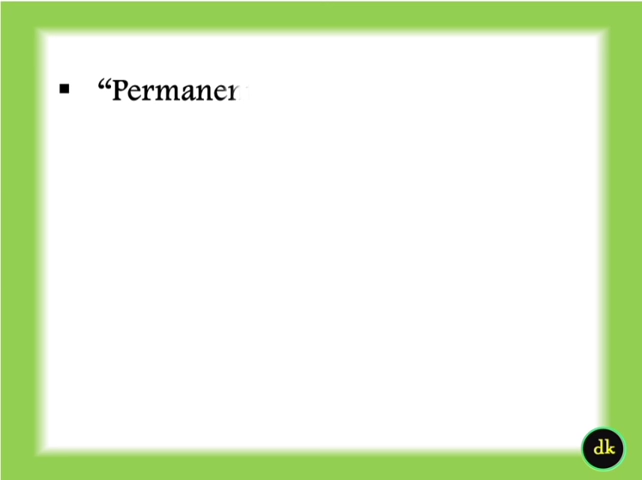 ▪ “Permanen
dk